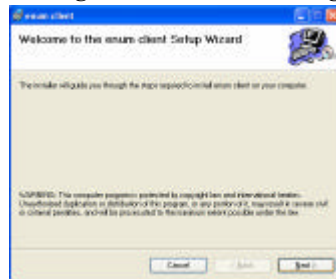 enum client
Welcome to the enum client Setup Wizard
The installer will guide you through the steps required to install enum client on your computer.
WARNING: This computer program is protected by copyright law and international treaties.
Unauthorized duplication or distribution of this program, or any portion of it, may result in severe civil
or criminal penalties, and will be prosecuted to the maximum extent possible under the law.
Cancel
< Back
Next >